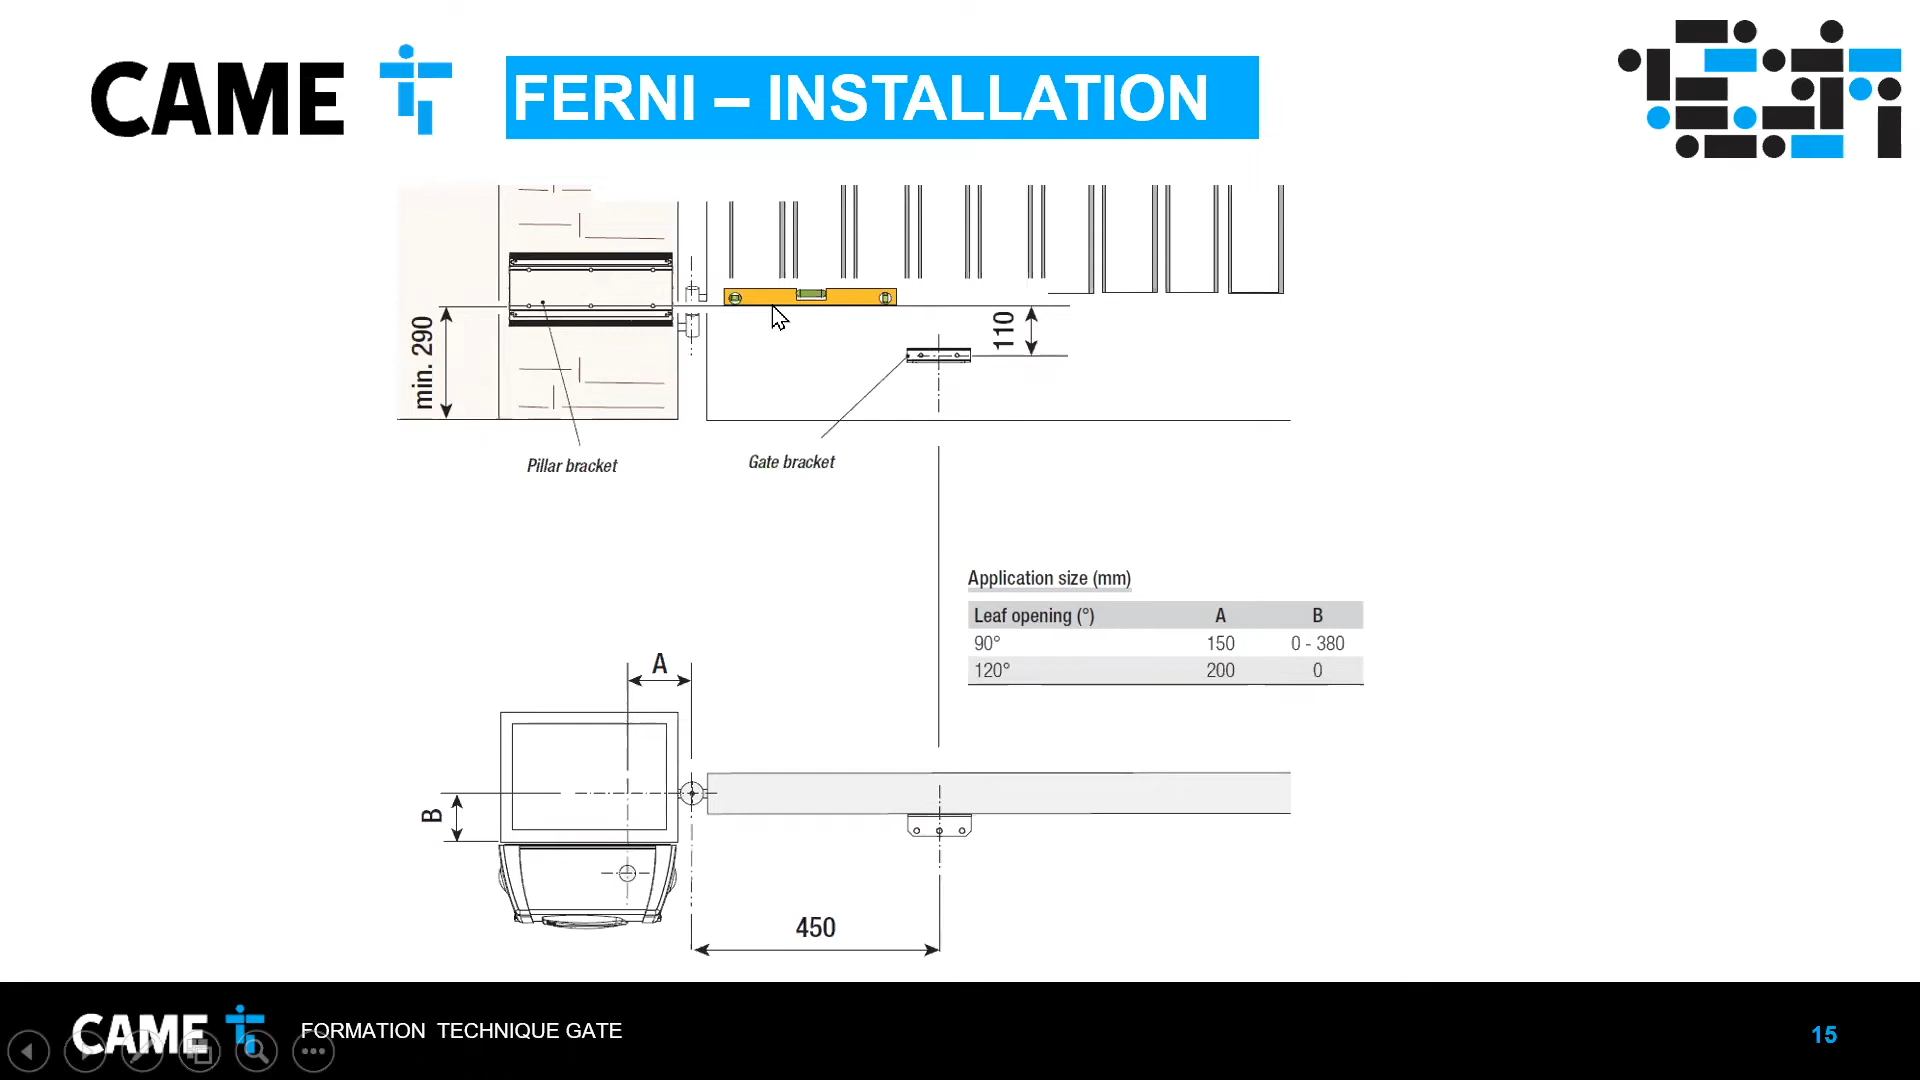 CAME
FERNI – INSTALLATION
min. 290
110
Pillar bracket
Gate bracket
Application size (mm)
Leaf opening (°) A B
90° 150 0 - 380
120° 200 0
A
B
450
CAME
FORMATION TECHNIQUE GATE
15